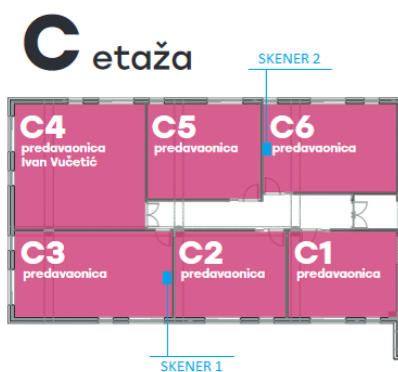 C etaža
SKENER 2
C4
predavaonica
Ivan Vučetić
C5
predavaonica
C6
predavaonica
C3
predavaonica
C2
predavaonica
C1
predavaonica
SKENER 1